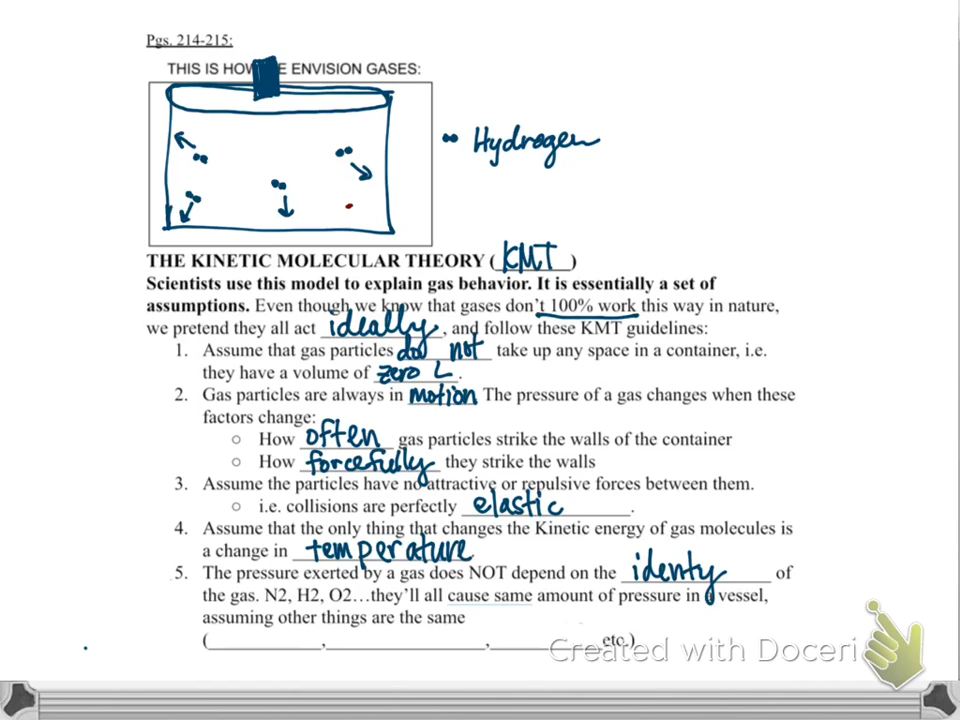 Pgs. 214-215:
THIS IS HOW WE ENVISION GASES:
Hydrogen
THE KINETIC MOLECULAR THEORY (KMT)
Scientists use this model to explain gas behavior. It is essentially a set of
assumptions. Even though we know that gases don't 100% work this way in nature,
we pretend they all act ideally, and follow these KMT guidelines:
1. Assume that gas particles do not take up any space in a container, i.e.
they have a volume of zero L.
2. Gas particles are always in motion. The pressure of a gas changes when these
factors change:
○ How often gas particles strike the walls of the container
○ How forcefully they strike the walls
3. Assume the particles have no attractive or repulsive forces between them.
○ i.e. collisions are perfectly elastic.
4. Assume that the only thing that changes the Kinetic energy of gas molecules is
a change in temperature.
5. The pressure exerted by a gas does NOT depend on the identy of
the gas. N2, H2, O2…they'll all cause same amount of pressure in a vessel,
assuming other things are the same
(__________,______________,__________ etc.)
Created with Doceri